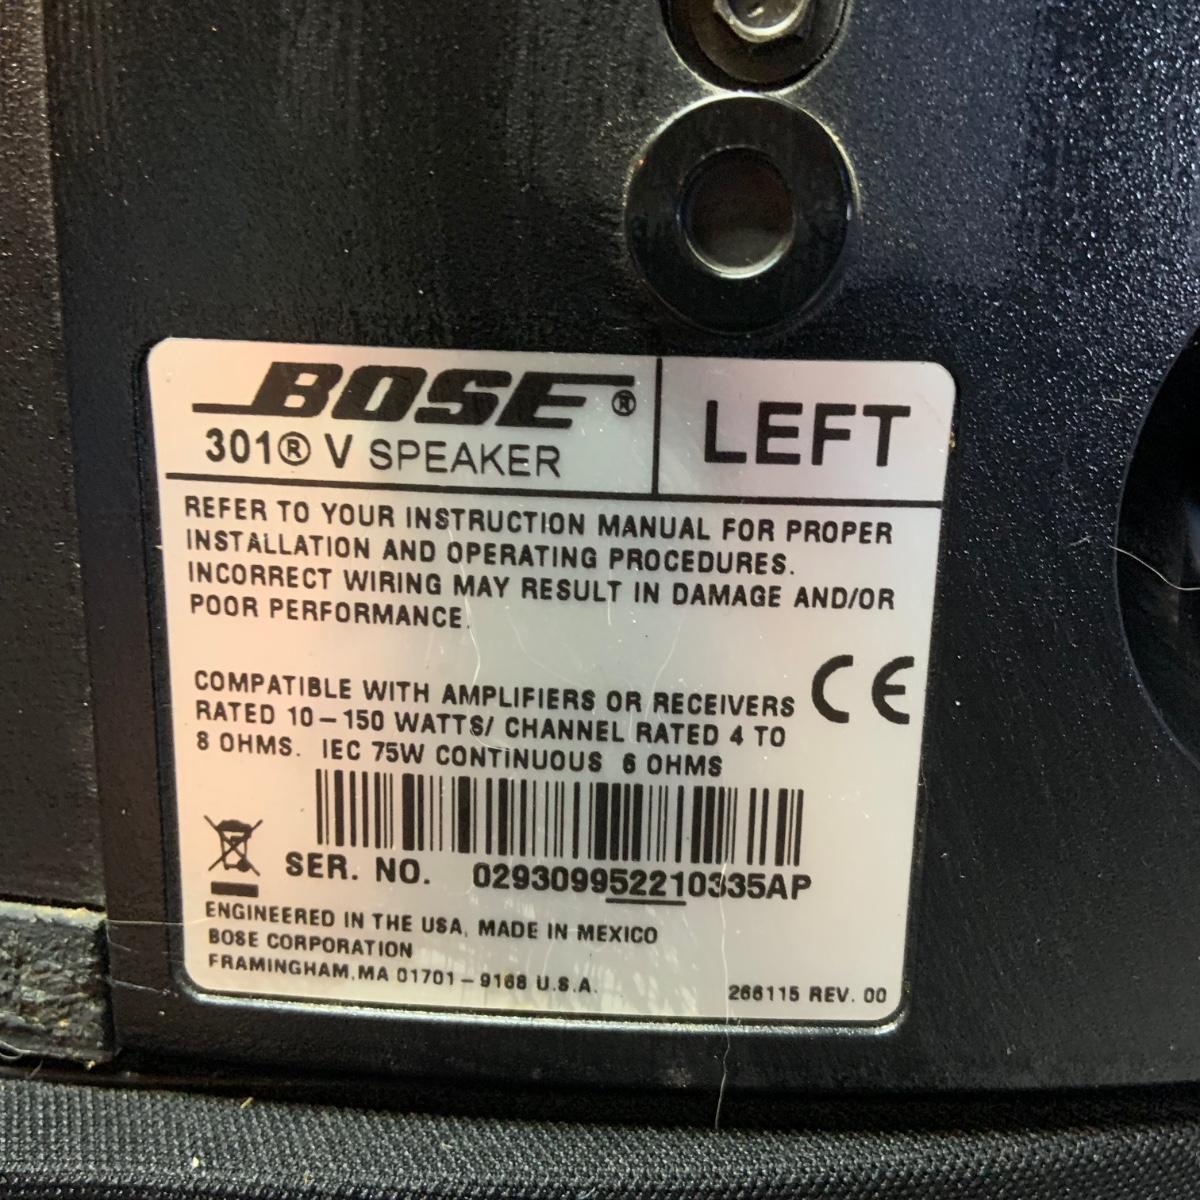 BOSE®
301® V SPEAKER
LEFT
REFER TO YOUR INSTRUCTION MANUAL FOR PROPER
INSTALLATION AND OPERATING PROCEDURES.
INCORRECT WIRING MAY RESULT IN DAMAGE AND/OR
POOR PERFORMANCE.
COMPATIBLE WITH AMPLIFIERS OR RECEIVERS
RATED 10-150 WATTS/ CHANNEL RATED 4 TO
8 OHMS. IEC 75W CONTINUOUS 6 OHMS
CE
SER. NO. 029309952210335AP
ENGINEERED IN THE USA, MADE IN MEXICO
BOSE CORPORATION
FRAMINGHAM, MA 01701-9168 U.S.A.
266115 REV. 00